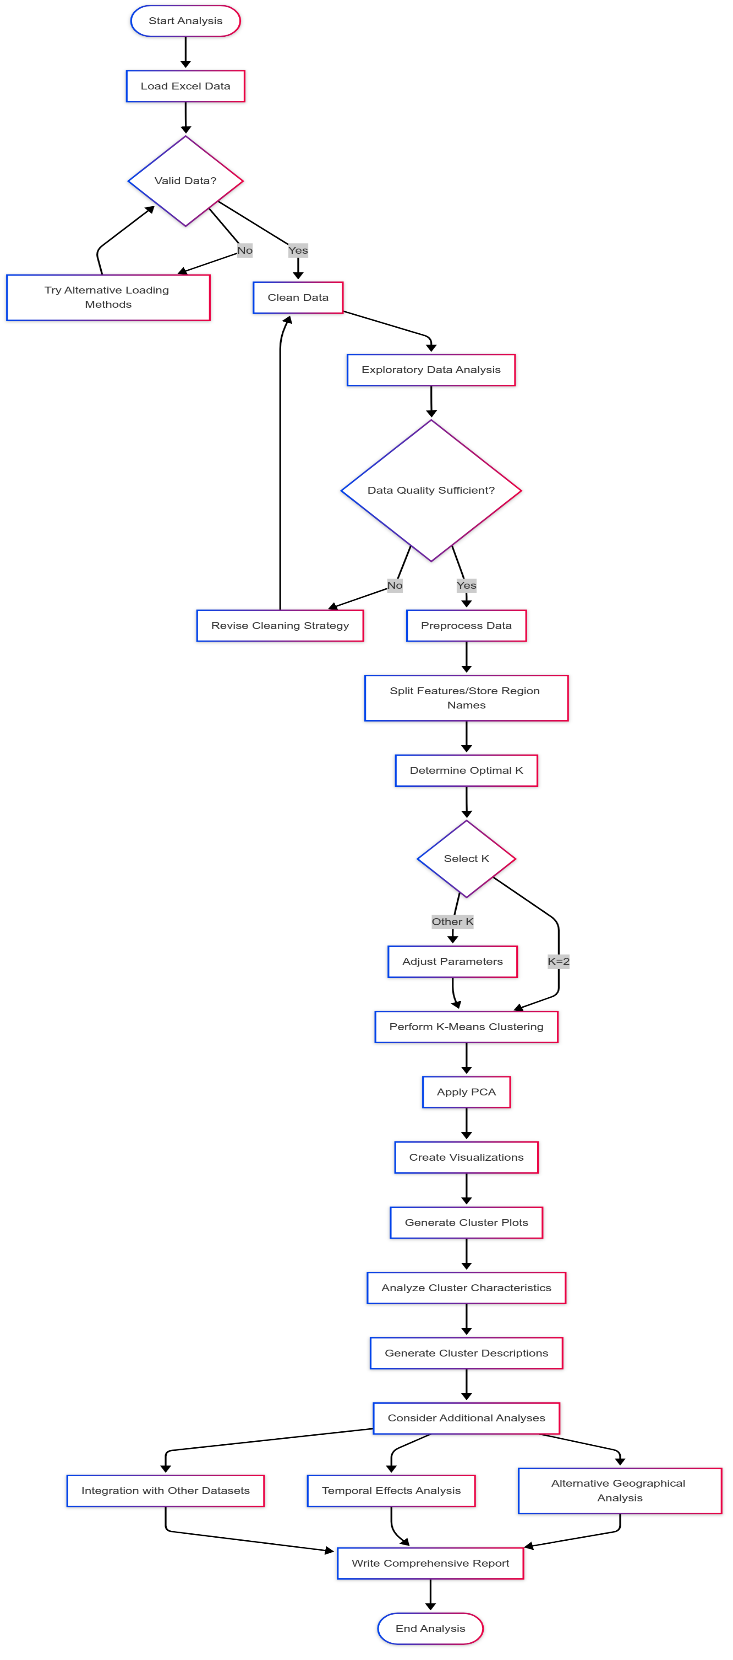 Start Analysis
Load Excel Data
Valid Data?
No
Yes
Try Alternative Loading
Methods
Clean Data
Exploratory Data Analysis
Data Quality Sufficient?
No
Yes
Revise Cleaning Strategy
Preprocess Data
Split Features/Store Region
Names
Determine Optimal K
Select K
Other K
K=2
Adjust Parameters
Perform K-Means Clustering
Apply PCA
Create Visualizations
Generate Cluster Plots
Analyze Cluster Characteristics
Generate Cluster Descriptions
Consider Additional Analyses
Integration with Other Datasets
Temporal Effects Analysis
Alternative Geographical
Analysis
Write Comprehensive Report
End Analysis